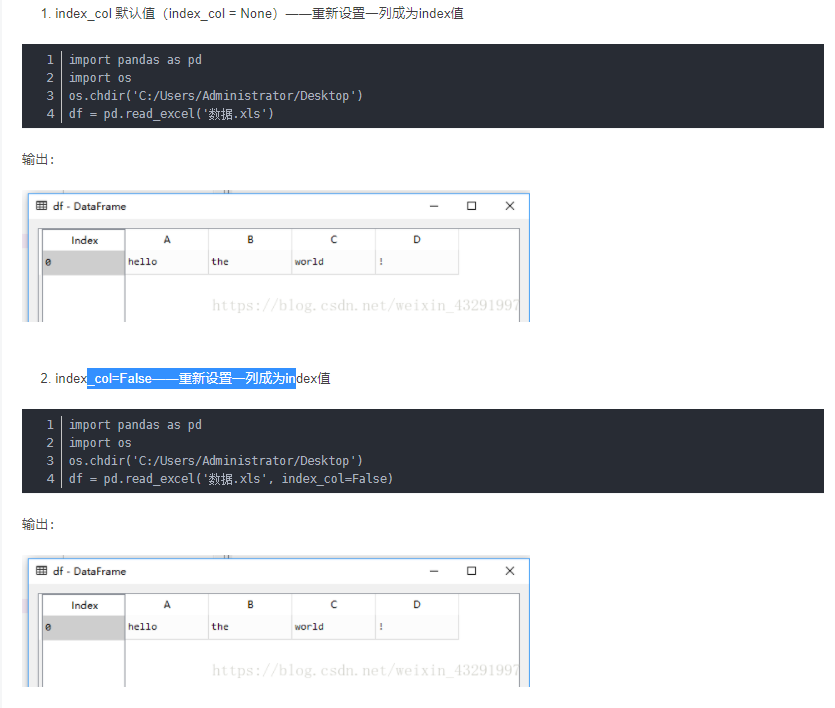 1. index_col 默认值（index_col = None）——重新设置一列成为index值
1 import pandas as pd
2 import os
3 os.chdir('C:/Users/Administrator/Desktop')
4 df = pd.read_excel('数据.xls')
输出：
df - DataFrame
Index A B C D
0 hello the world !
https://blog.csdn.net/weixin_43291997
2. index_col=False——重新设置一列成为index值
1 import pandas as pd
2 import os
3 os.chdir('C:/Users/Administrator/Desktop')
4 df = pd.read_excel('数据.xls', index_col=False)
输出：
df - DataFrame
Index A B C D
0 hello the world !
https://blog.csdn.net/weixin_43291997